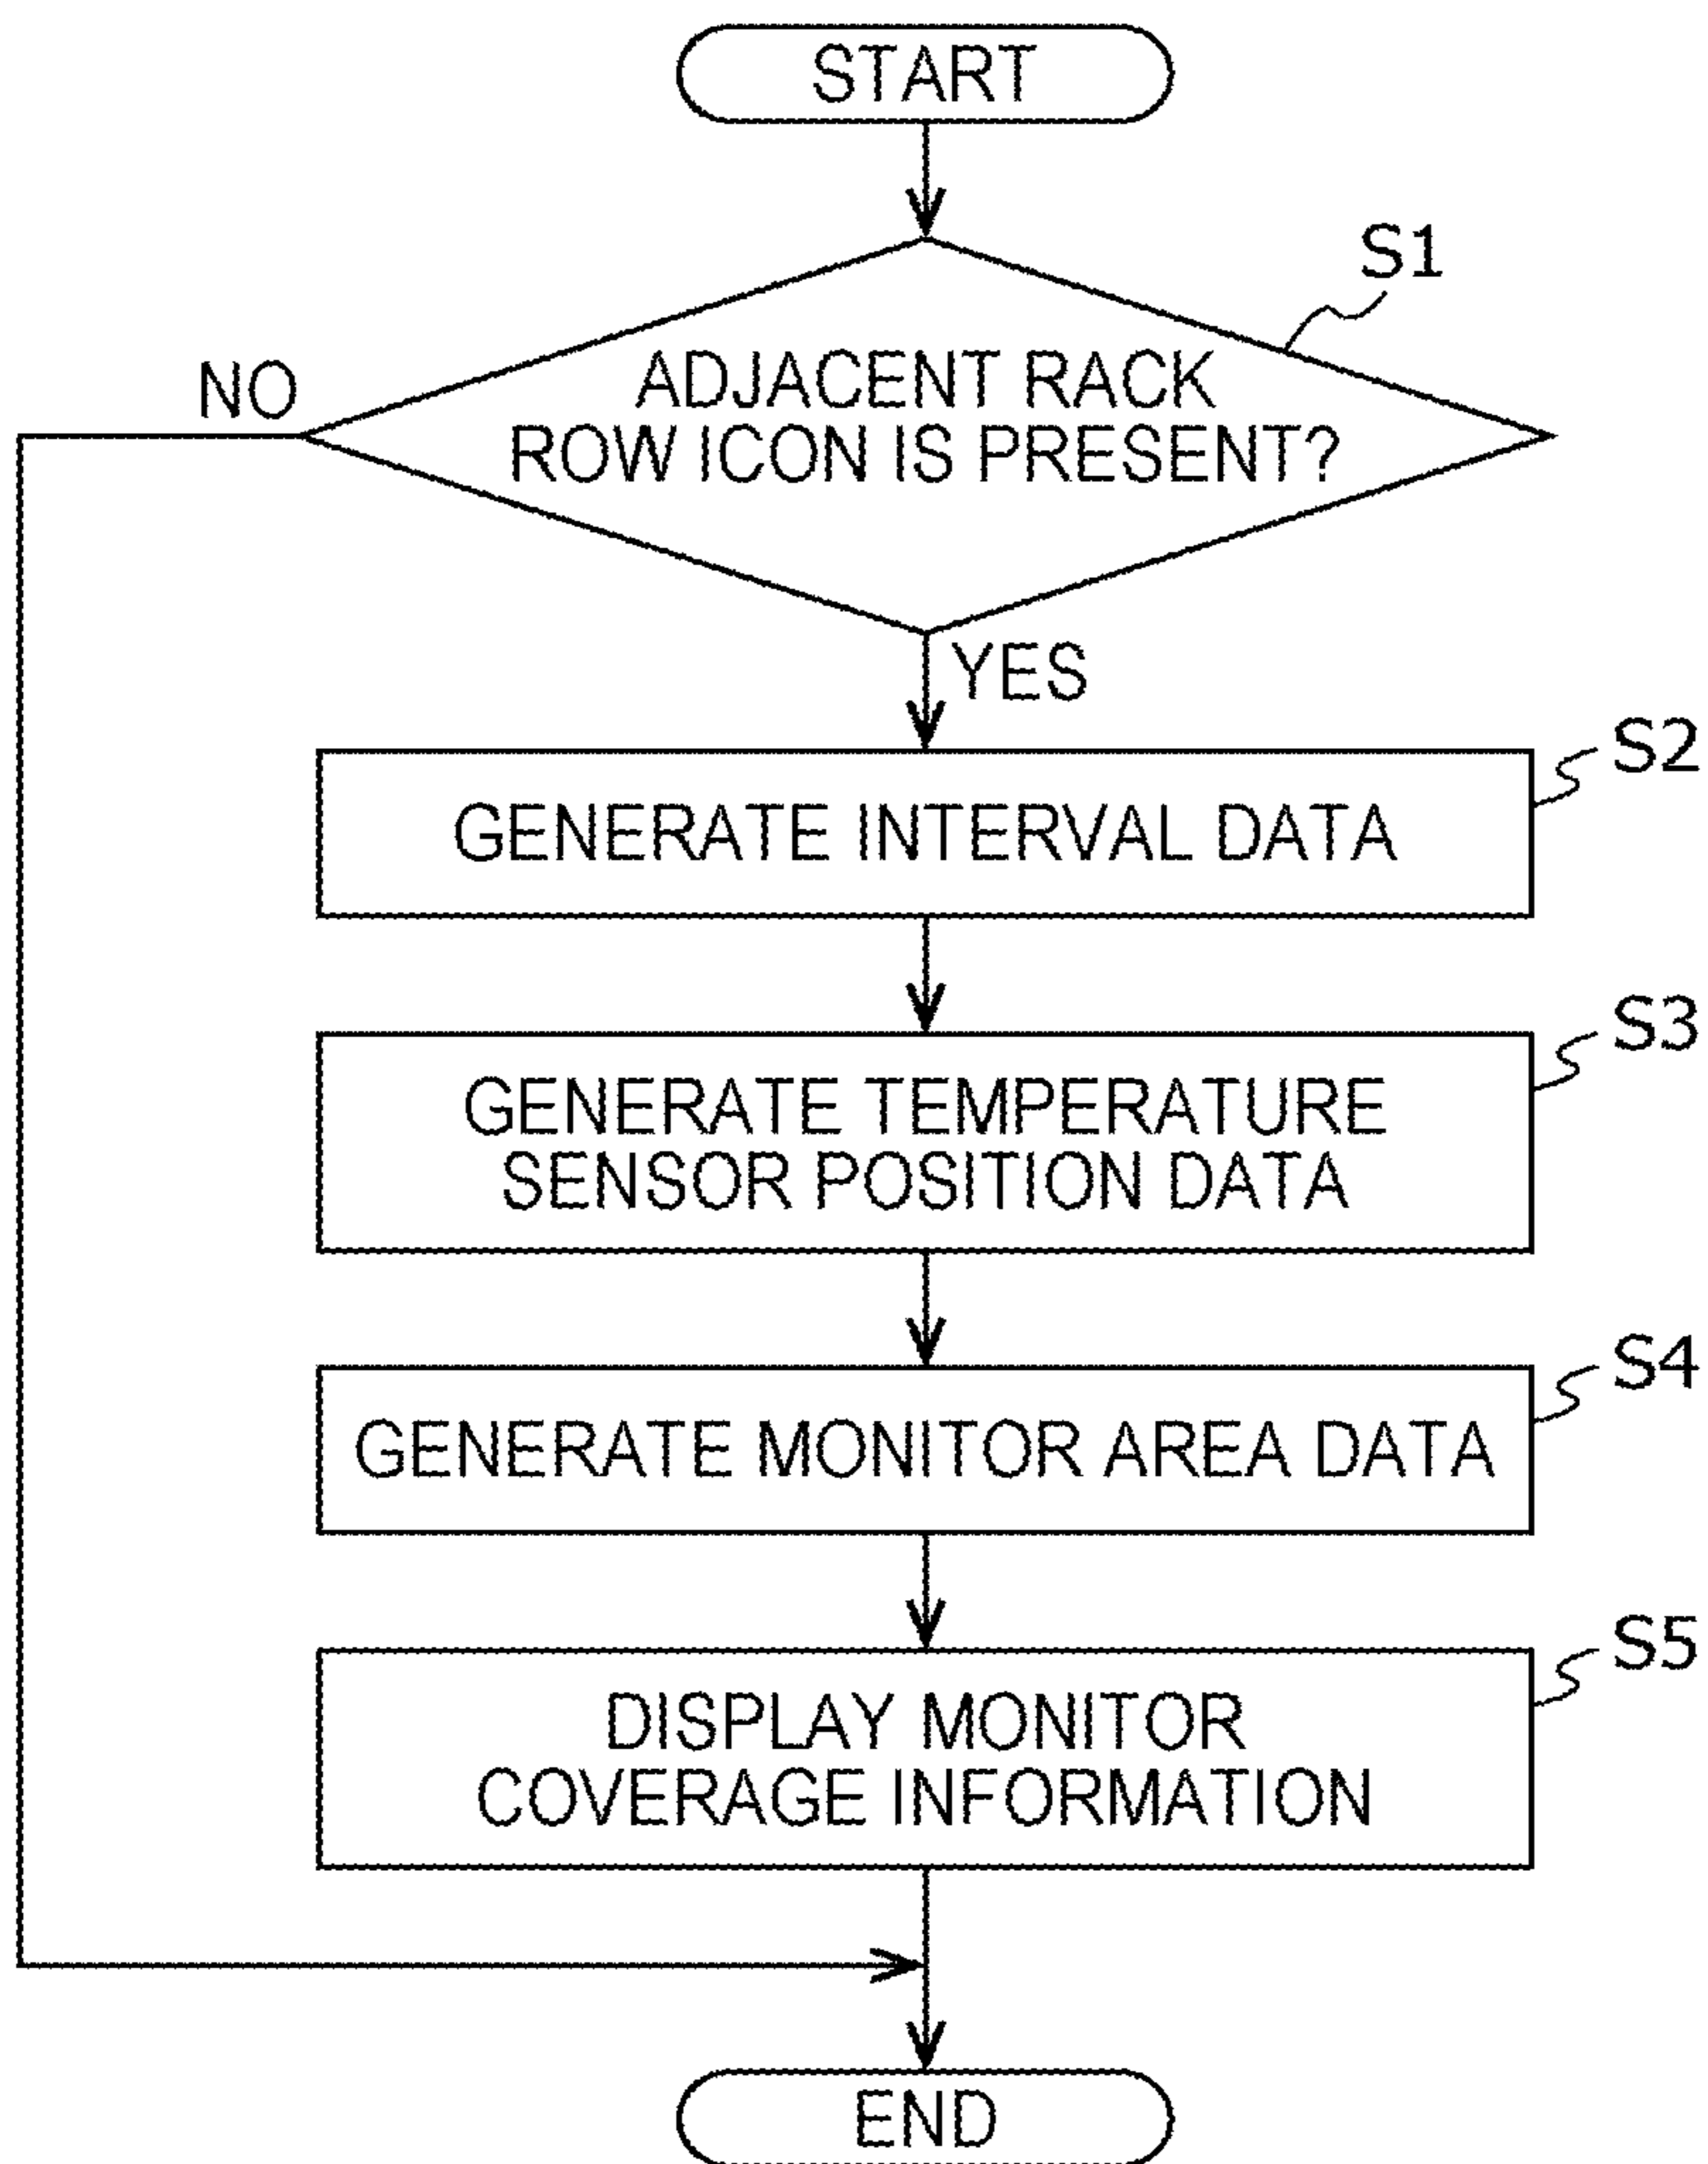 START
S1
NO
ADJACENT RACK
ROW ICON IS PRESENT?
YES
S2
GENERATE INTERVAL DATA
S3
GENERATE TEMPERATURE
SENSOR POSITION DATA
S4
GENERATE MONITOR AREA DATA
S5
DISPLAY MONITOR
COVERAGE INFORMATION
END